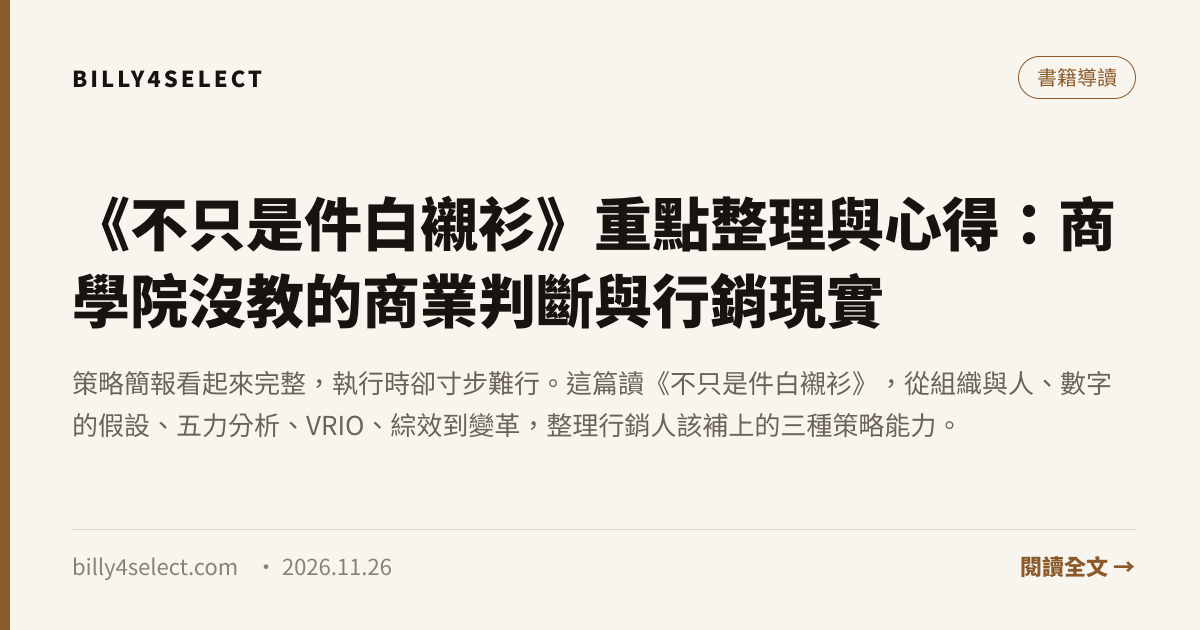 BILLY4SELECT
書籍導讀
《不只是件白襯衫》重點整理與心得：商
學院沒教的商業判斷與行銷現實
策略簡報看起來完整，執行時卻寸步難行。這篇讀《不只是件白襯衫》，從組織與人、數字
的假設、五力分析、VRIO、綜效到變革，整理行銷人該補上的三種策略能力。
billy4select.com ・ 2026.11.26
閱讀全文 →